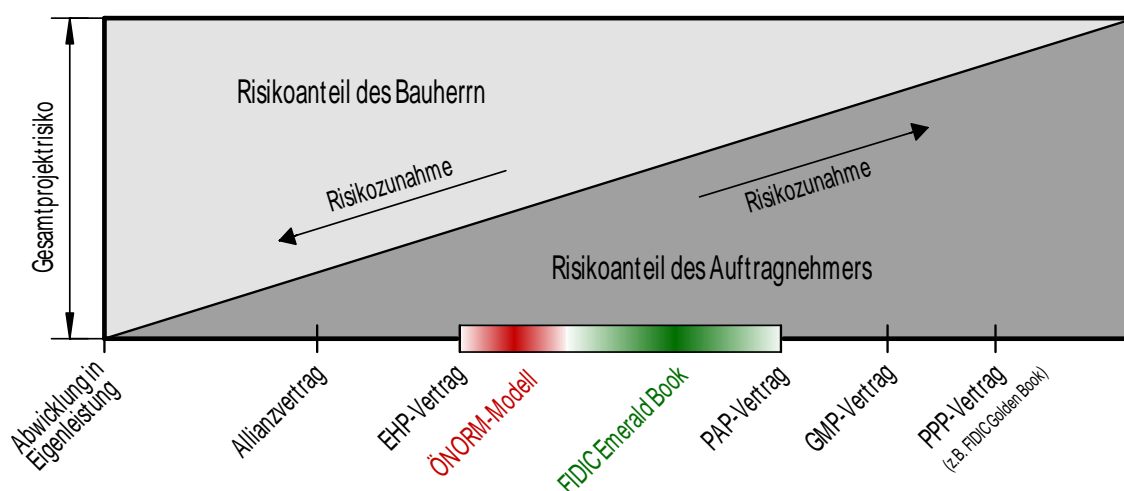 Gesamtprojektrisiko
Risikoanteil des Bauherrn
Risikozunahme
Risikozunahme
Risikoanteil des Auftragnehmers
Abwicklung in
Eigenleistung
Allianzvertrag
EHP-Vertrag
ÖNORM-Modell
FIDIC Emerald Book
PAP-Vertrag
GMP-Vertrag
PPP-Vertrag
(z.B. FIDIC Golden Book)